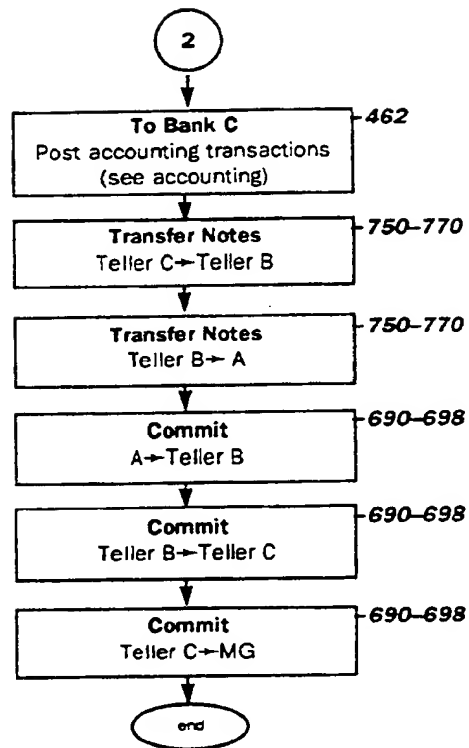 2
To Bank C
462
Post accounting transactions
(see accounting)
Transfer Notes
750-770
Teller C→Teller B
Transfer Notes
750-770
Teller B→A
Commit
690-698
A→Teller B
Commit
690-698
Teller B→Teller C
Commit
690-698
Teller C→MG
end